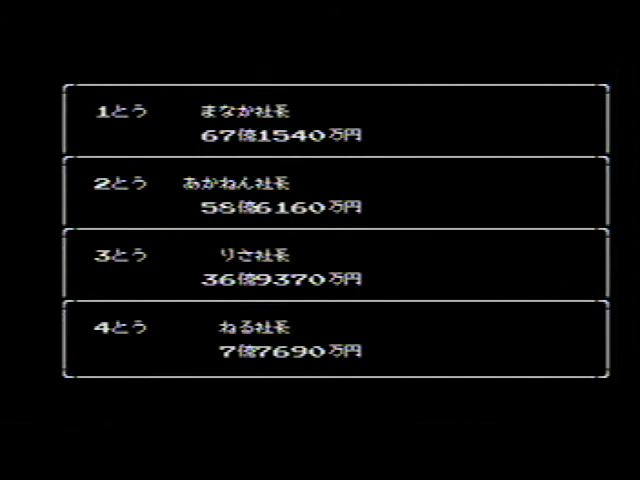 1とう まなか社長
67億1540万円
2とう あかねん社長
58億6160万円
3とう りさ社長
36億9370万円
4とう ねる社長
7億7690万円